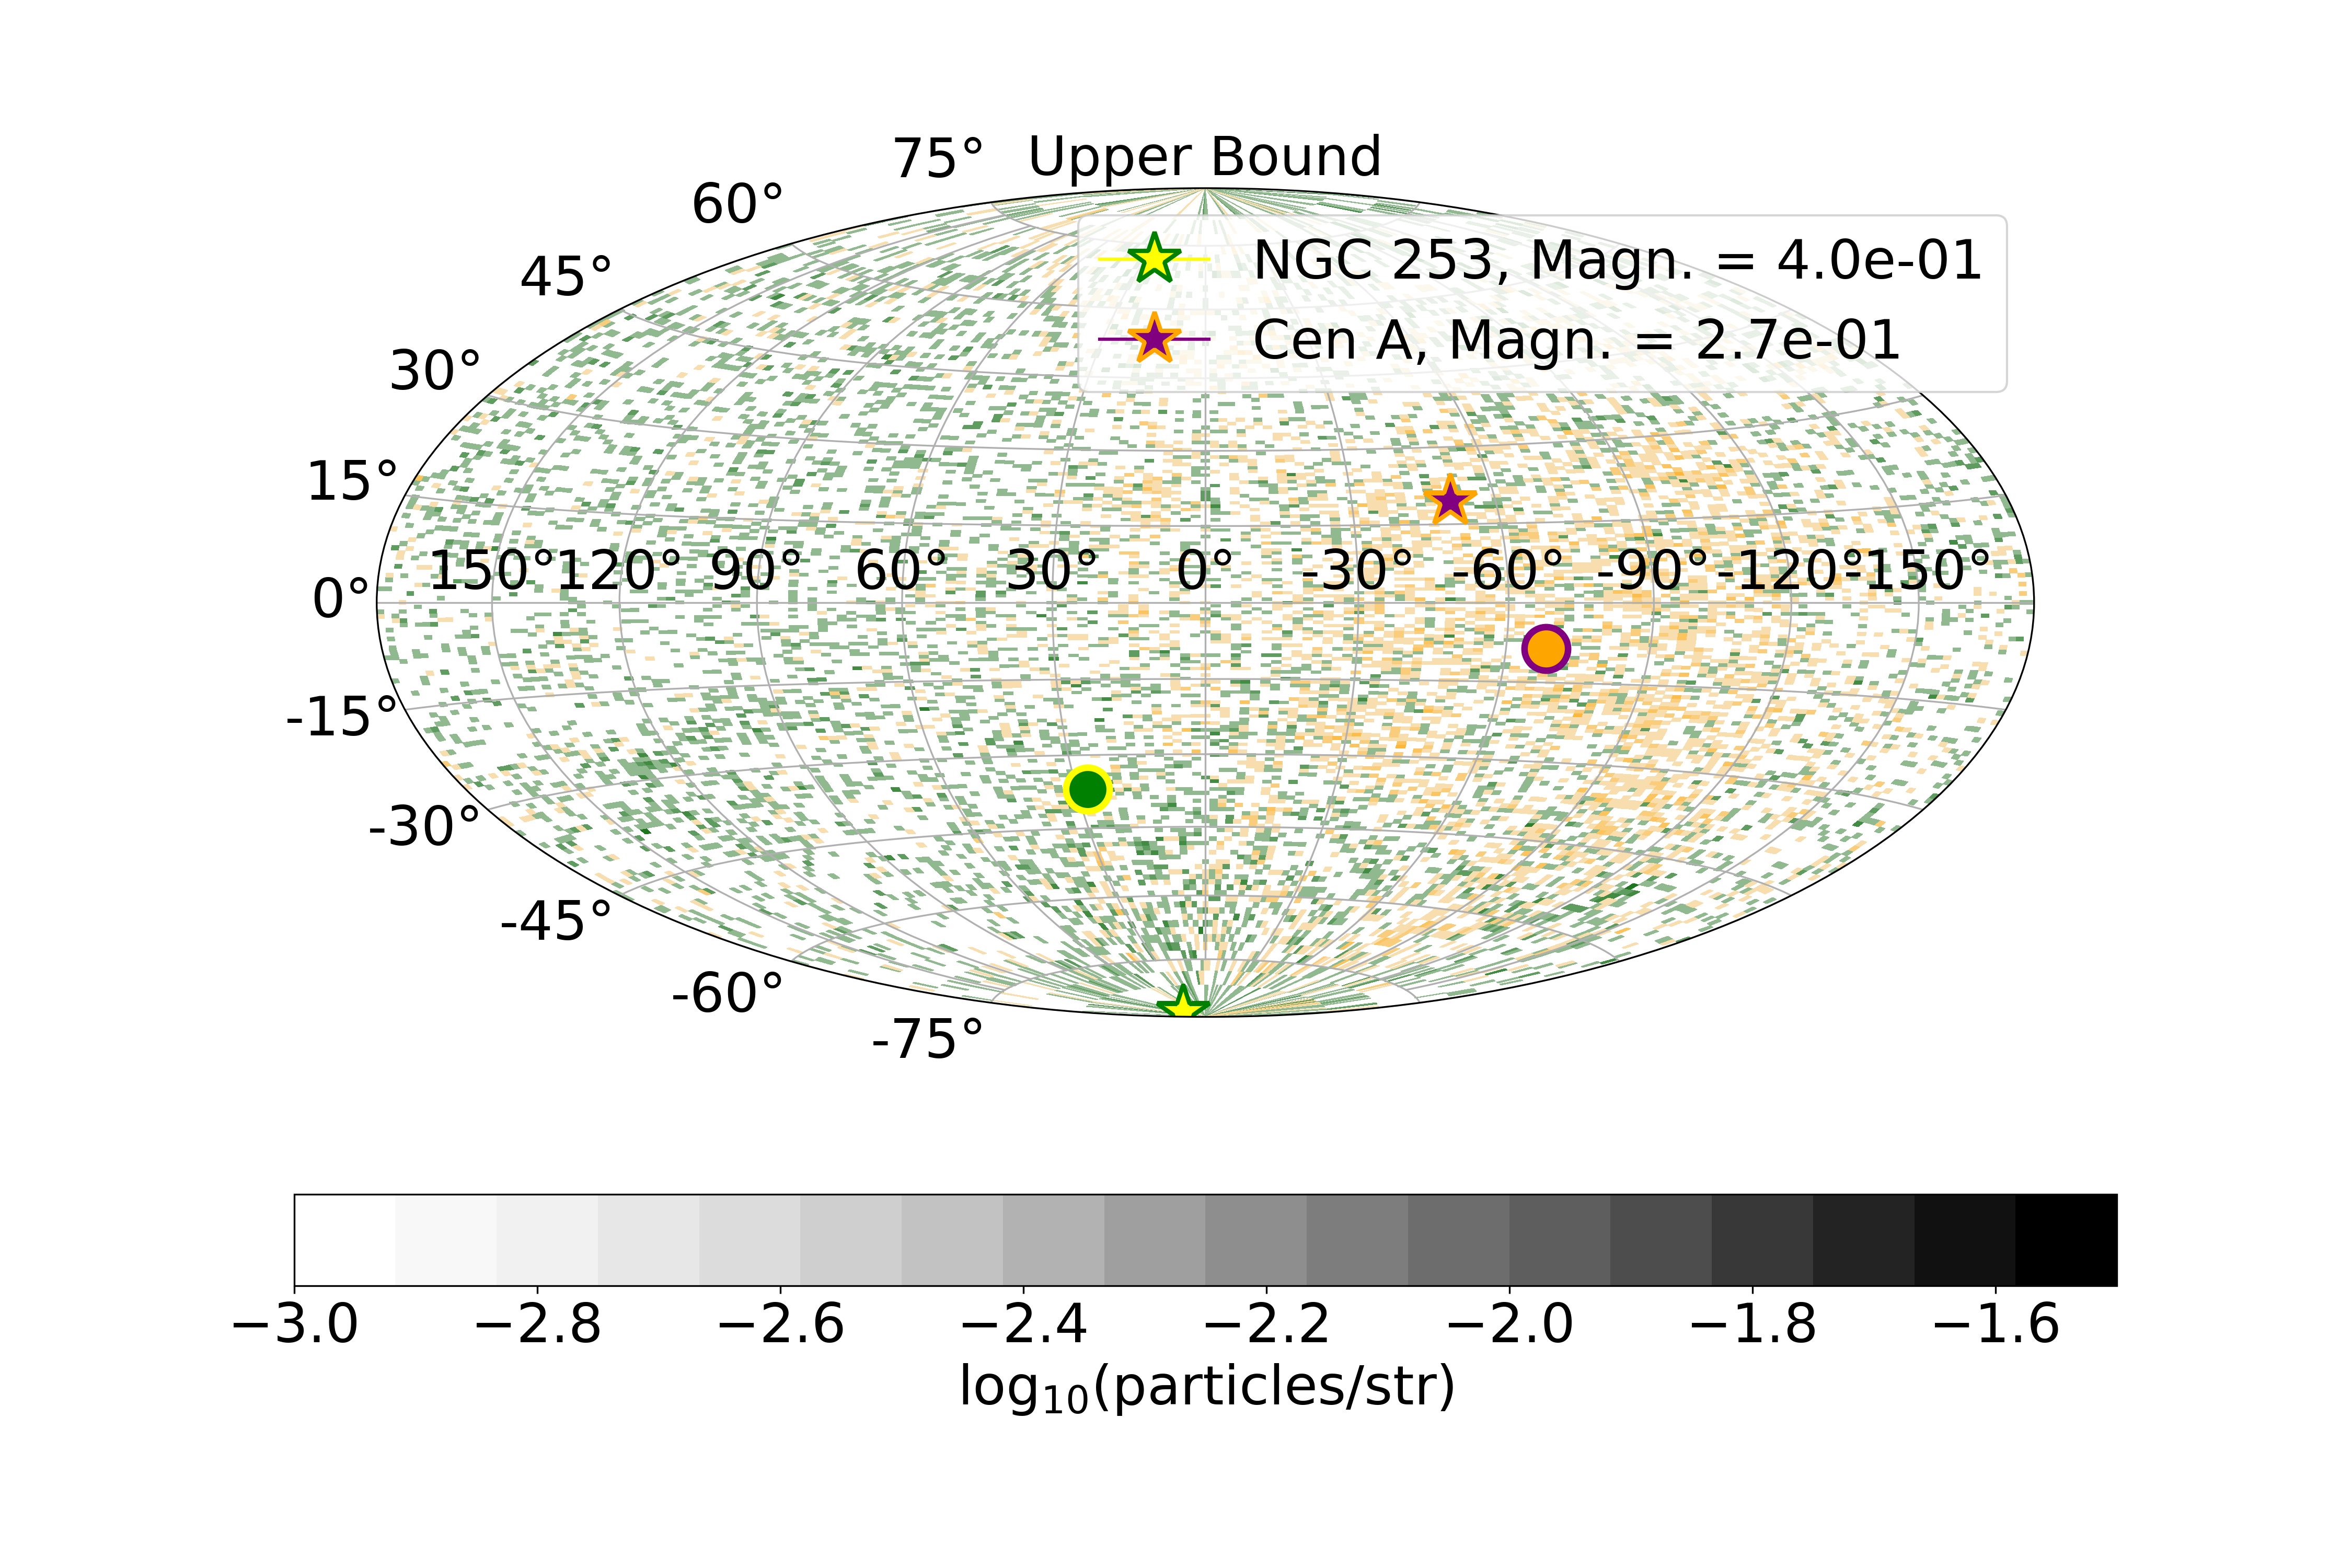 75° Upper Bound
60°
45°
NGC 253, Magn. = 4.0e-01
Cen A, Magn. = 2.7e-01
30°
15°
150° 120° 90° 60° 30° 0° -30° -60° -90° -120° -150°
0°
-15°
-30°
-45°
-60°
-75°
−3.0 −2.8 −2.6 −2.4 −2.2 −2.0 −1.8 −1.6
log₁₀(particles/str)